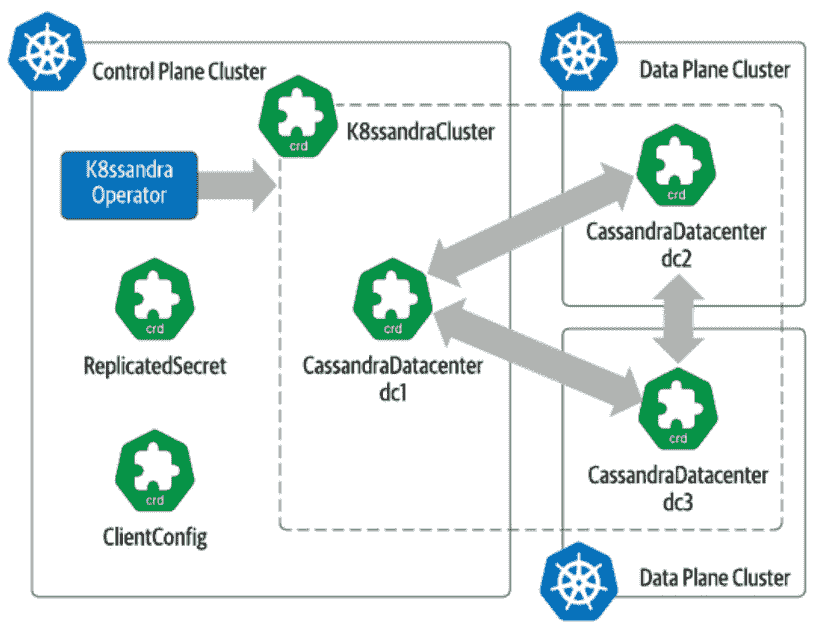 Control Plane Cluster
Data Plane Cluster
crd
K8ssandraCluster
K8ssandra
Operator
crd
CassandraDatacenter
dc2
crd
ReplicatedSecret
crd
CassandraDatacenter
dc1
crd
CassandraDatacenter
dc3
crd
ClientConfig
Data Plane Cluster